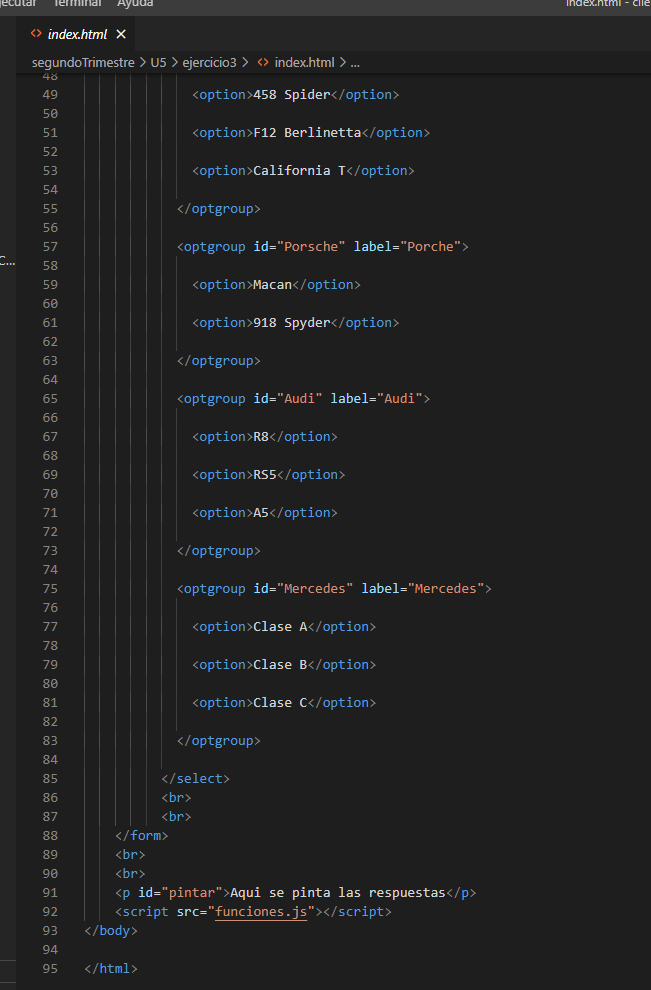 Terminal
Ayuda
index.html - clie
index.html
segundoTrimestre > U5 > ejercicio3 > index.html > ...
48
49 <option>458 Spider</option>
50
51 <option>F12 Berlinetta</option>
52
53 <option>California T</option>
54
55 </optgroup>
56
57 <optgroup id="Porsche" label="Porche">
58
59 <option>Macan</option>
60
61 <option>918 Spyder</option>
62
63 </optgroup>
64
65 <optgroup id="Audi" label="Audi">
66
67 <option>R8</option>
68
69 <option>RS5</option>
70
71 <option>A5</option>
72
73 </optgroup>
74
75 <optgroup id="Mercedes" label="Mercedes">
76
77 <option>Clase A</option>
78
79 <option>Clase B</option>
80
81 <option>Clase C</option>
82
83 </optgroup>
84
85 </select>
86 <br>
87 <br>
88 </form>
89 <br>
90 <br>
91 <p id="pintar">Aqui se pinta las respuestas</p>
92 <script src="funciones.js"></script>
93 </body>
94
95 </html>
C...